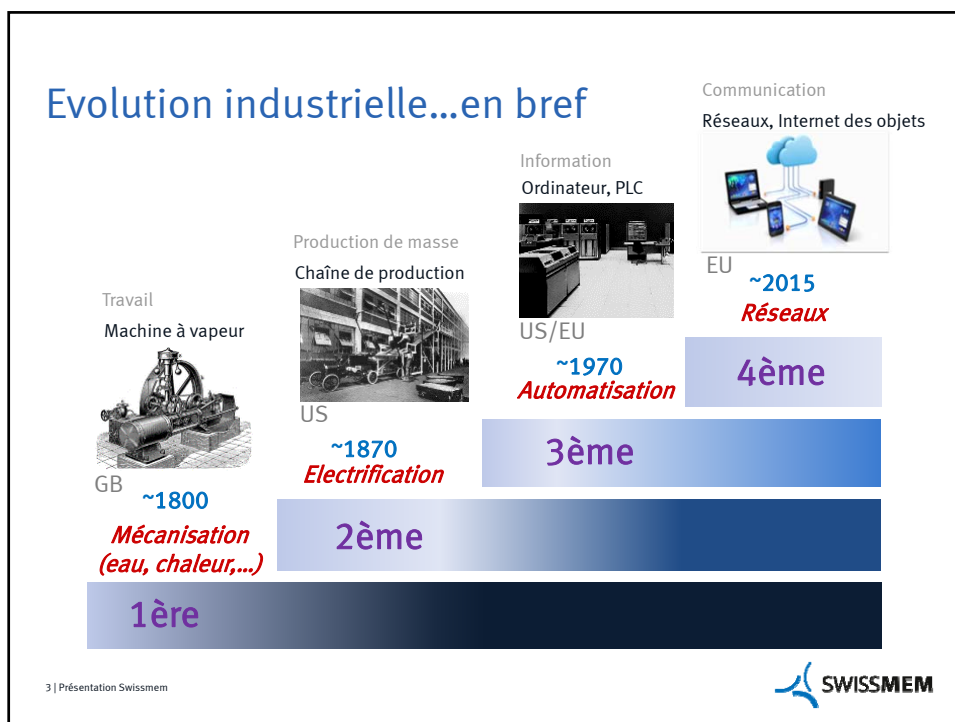 Evolution industrielle...en bref
Communication
Réseaux, Internet des objets
EU
~2015
Réseaux
4ème
Information
Ordinateur, PLC
US/EU
~1970
Automatisation
3ème
Production de masse
Chaîne de production
US
~1870
Electrification
2ème
Travail
Machine à vapeur
GB
~1800
Mécanisation
(eau, chaleur,...)
1ère
3 | Présentation Swissmem
SWISSMEM